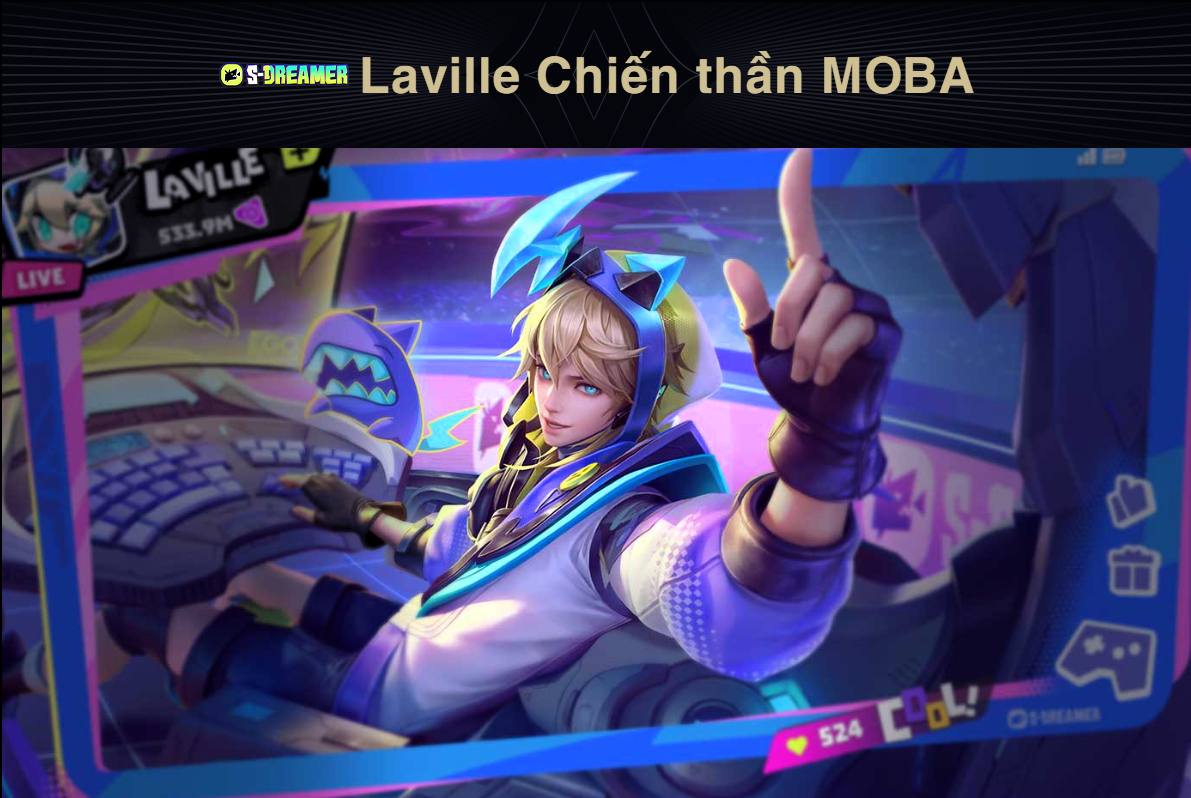 S-DREAMER Laville Chiến thần MOBA
LAVILLE
533.9M
LIVE
S-S
524
COOL!
S-DREAMER